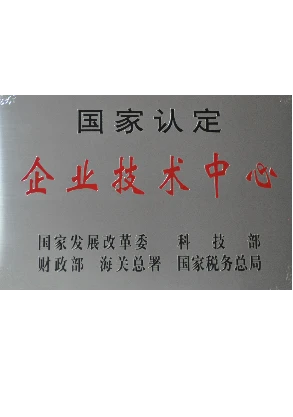 国家认定
企业技术中心
国家发展改革委 科技部
财政部 海关总署 国家税务总局